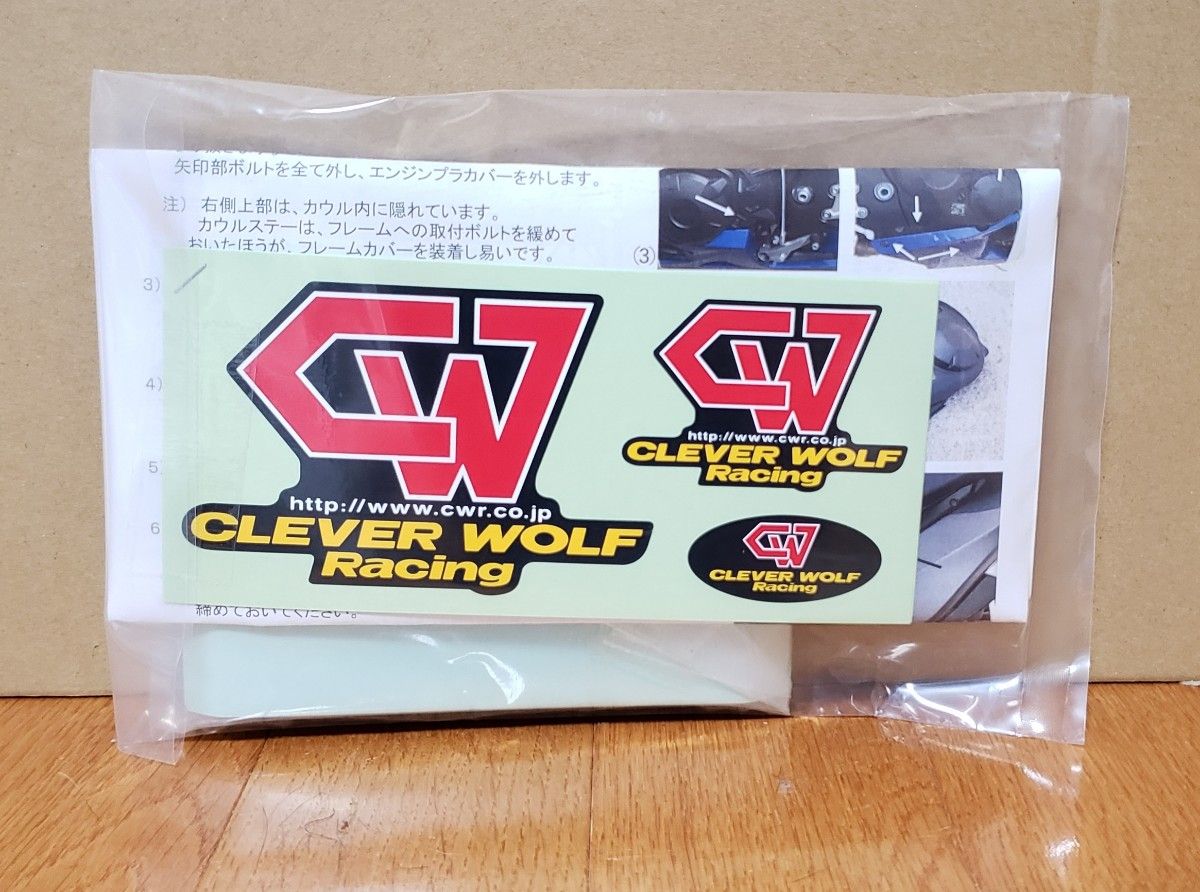 矢印部ボルトを全て外し、エンジンプラカバーを外します。
注） 右側上部は、カウル内に隠れています。
カウルステーは、フレームへの取付ボルトを緩めて
おいたほうが、フレームカバーを装着し易いです。
(3)
3)
4)
5)
6
CW
http://www.cwr.co.jp
CLEVER WOLF
Racing
CW
http://www.cwr.co.jp
CLEVER WOLF
Racing
CW
CLEVER WOLF
Racing
締めておいてください。